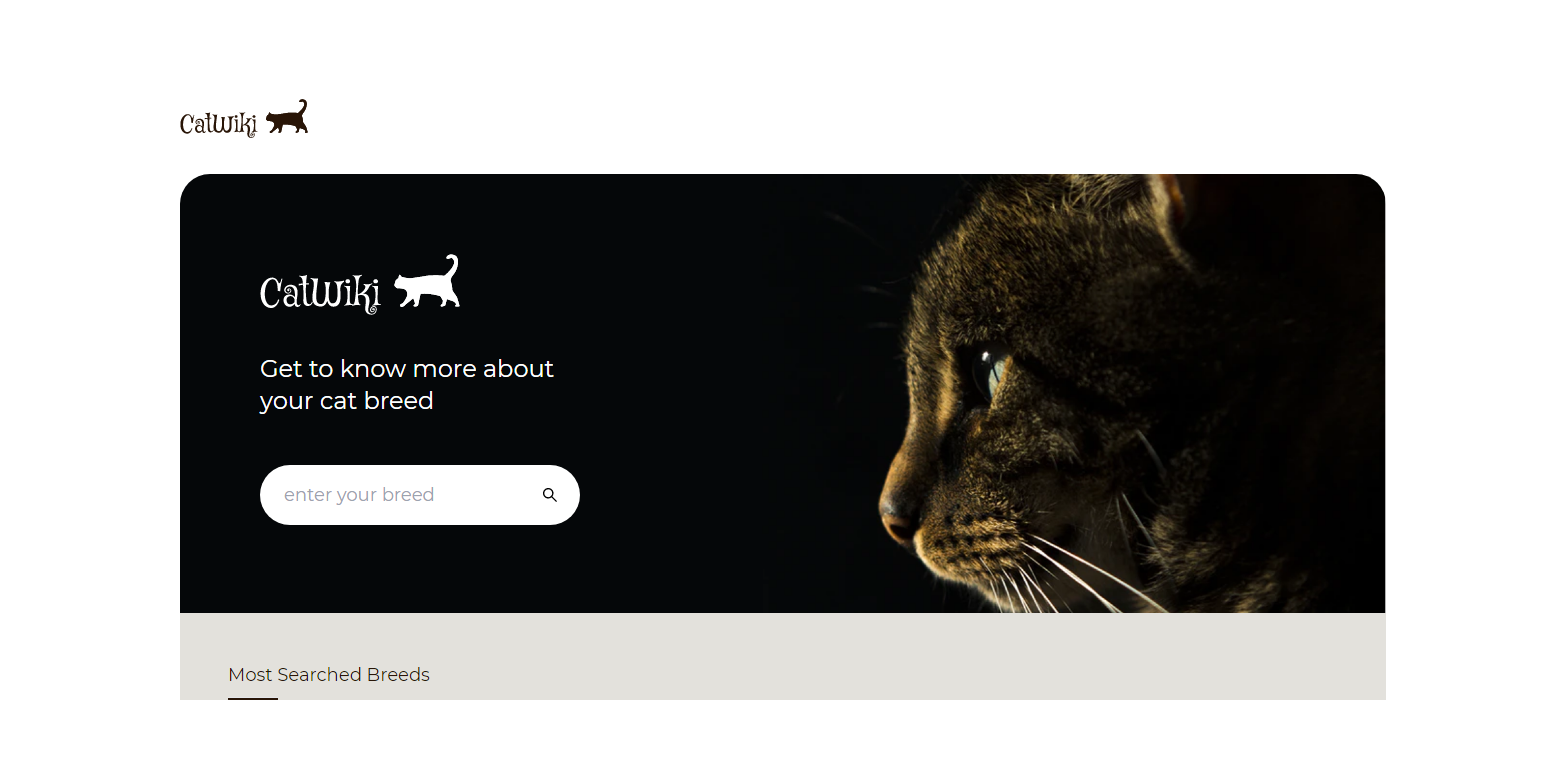 CatWiki
CatWiki
Get to know more about
your cat breed
enter your breed
Most Searched Breeds